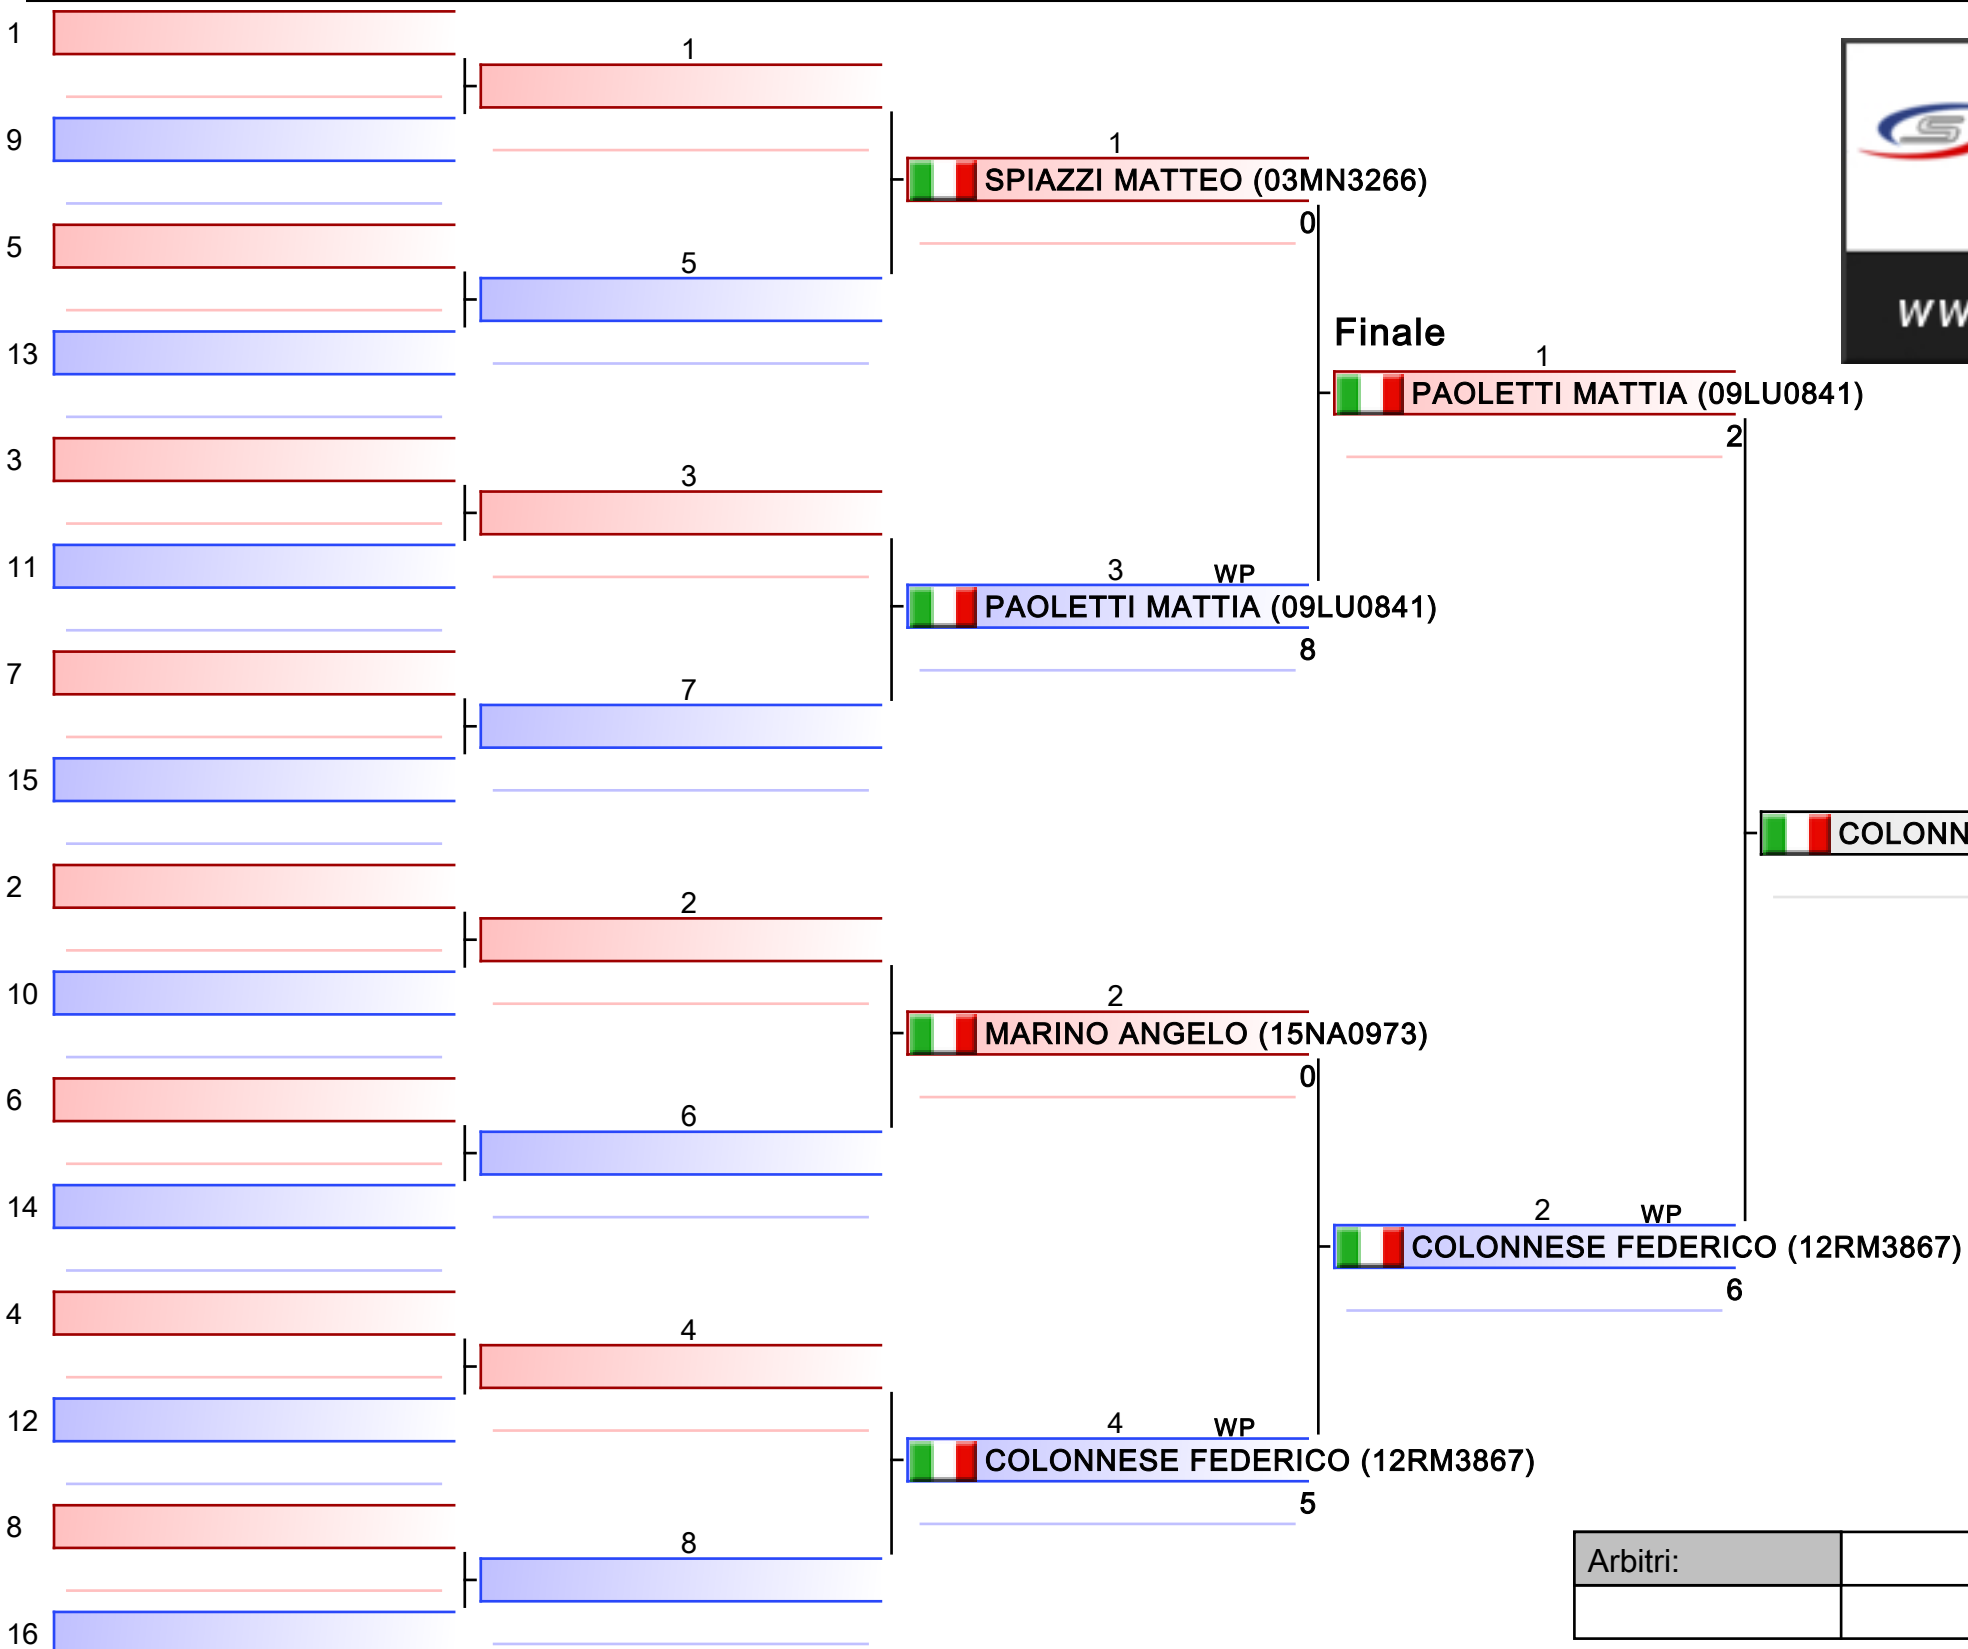 1
9
5
13
3
11
7
15
2
10
6
14
4
12
8
16
1
5
3
7
2
6
4
8
1
SPIAZZI MATTEO (03MN3266)
0
3 WP
PAOLETTI MATTIA (09LU0841)
8
2
MARINO ANGELO (15NA0973)
0
4 WP
COLONNESE FEDERICO (12RM3867)
5
Finale
1
PAOLETTI MATTIA (09LU0841)
2
2 WP
COLONNESE FEDERICO (12RM3867)
6
COLONN
S
ww
Arbitri: